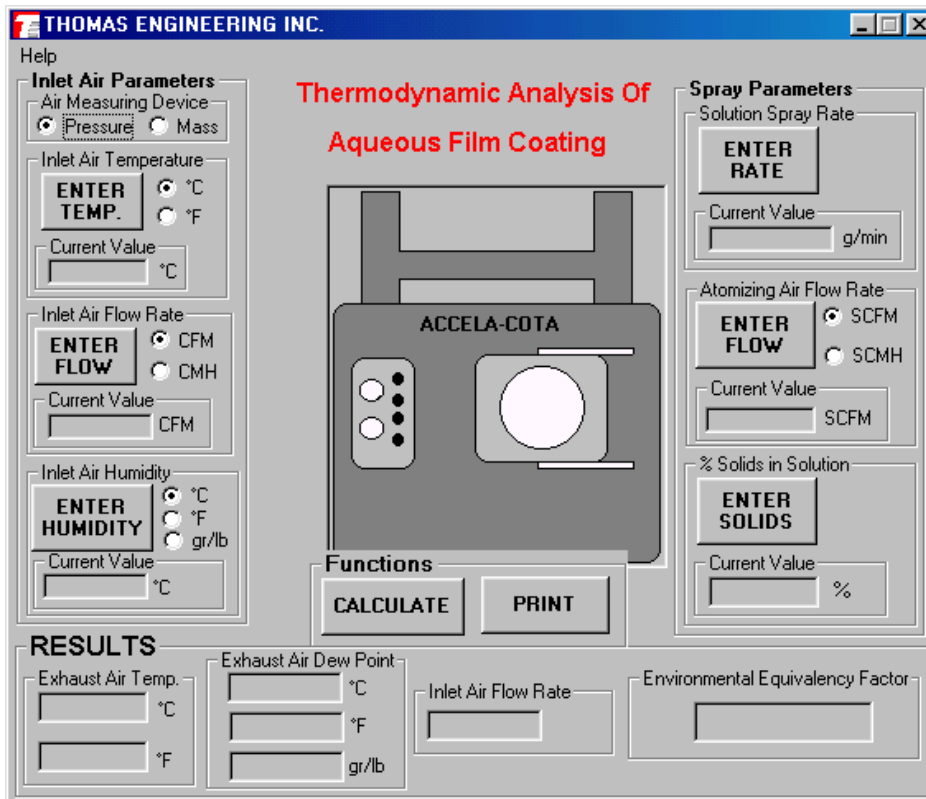 THOMAS ENGINEERING INC.
Help
Inlet Air Parameters
Air Measuring Device
Pressure Mass
Inlet Air Temperature
ENTER
TEMP.
°C
°F
Current Value
°C
Inlet Air Flow Rate
ENTER
FLOW
CFM
CMH
Current Value
CFM
Inlet Air Humidity
ENTER
HUMIDITY
°C
°F
gr/lb
Current Value
°C
Thermodynamic Analysis Of
Aqueous Film Coating
ACCELA-COTA
Functions
CALCULATE
PRINT
Spray Parameters
Solution Spray Rate
ENTER
RATE
Current Value
g/min
Atomizing Air Flow Rate
ENTER
FLOW
SCFM
SCMH
Current Value
SCFM
% Solids in Solution
ENTER
SOLIDS
Current Value
%
RESULTS
Exhaust Air Temp.
°C
°F
Exhaust Air Dew Point
°C
°F
gr/lb
Inlet Air Flow Rate
Environmental Equivalency Factor